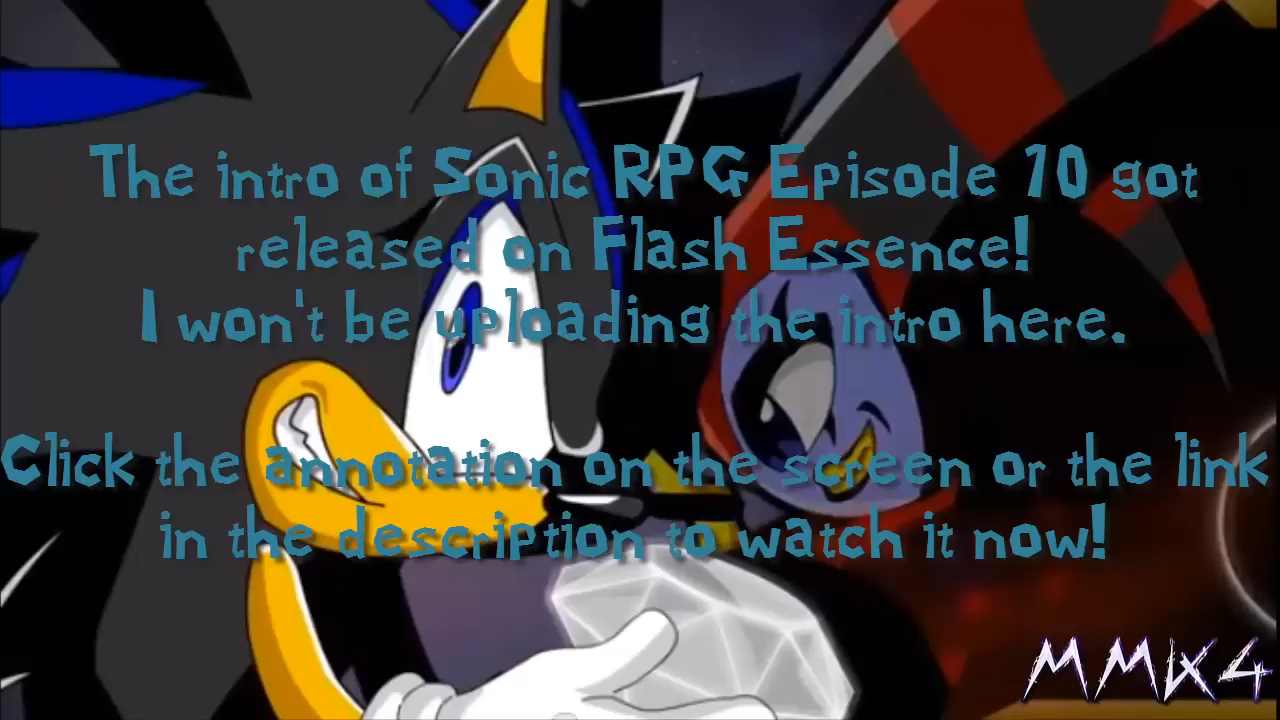 The intro of Sonic RPG Episode 10 got
released on Flash Essence!
I won't be uploading the intro here.
Click the annotation on the screen or the link
in the description to watch it now!
MMIX4